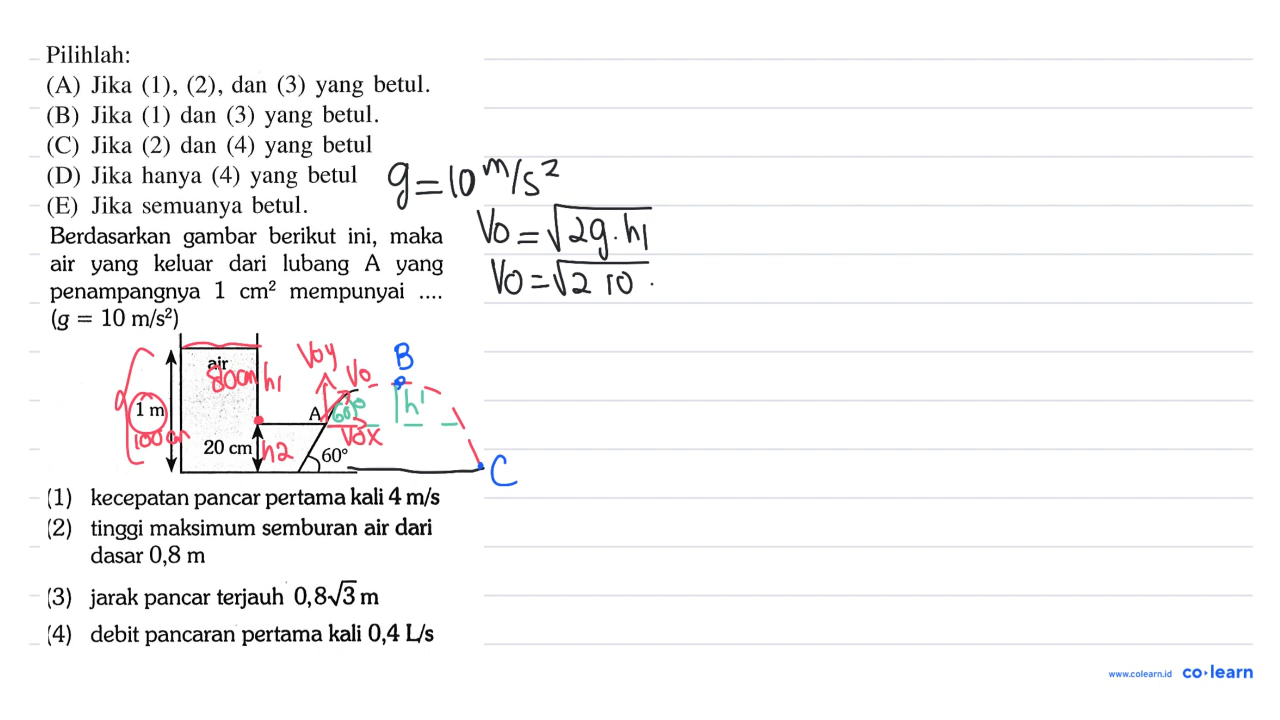 Pilihlah:
(A) Jika (1), (2), dan (3) yang betul.
(B) Jika (1) dan (3) yang betul.
(C) Jika (2) dan (4) yang betul
(D) Jika hanya (4) yang betul
(E) Jika semuanya betul.
g = 10 m/s²
Vo = √2g.h1
Vo = √2 10 .
Berdasarkan gambar berikut ini, maka
air yang keluar dari lubang A yang
penampangnya 1 cm² mempunyai ....
(g = 10 m/s²)
air
80cm h1
Voy
Vo
B
1 m
100 cm
A
60°
h'
Vox
20 cm
h2
60°
C
(1) kecepatan pancar pertama kali 4 m/s
(2) tinggi maksimum semburan air dari
dasar 0,8 m
(3) jarak pancar terjauh 0,8√3 m
(4) debit pancaran pertama kali 0,4 L/s
www.colearn.id co·learn